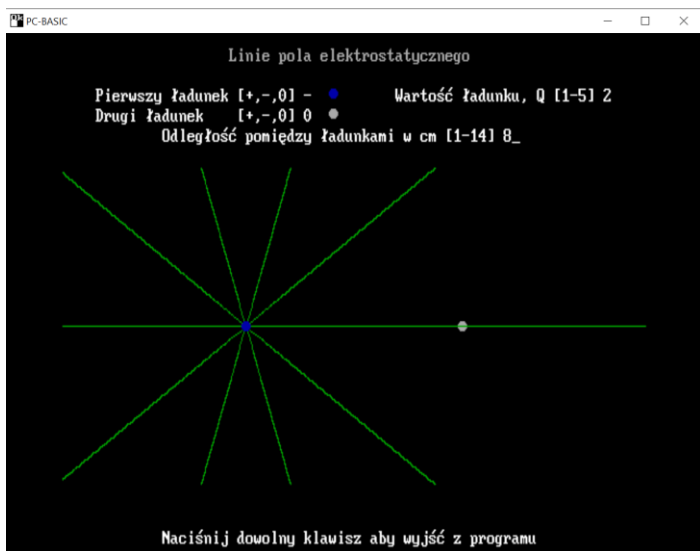 PC-BASIC
Linie pola elektrostatycznego
Pierwszy ładunek [+,-,0] - Wartość ładunku, Q [1-5] 2
Drugi ładunek [+,-,0] 0
Odległość pomiędzy ładunkami w cm [1-14] 8_
Naciśnij dowolny klawisz aby wyjść z programu